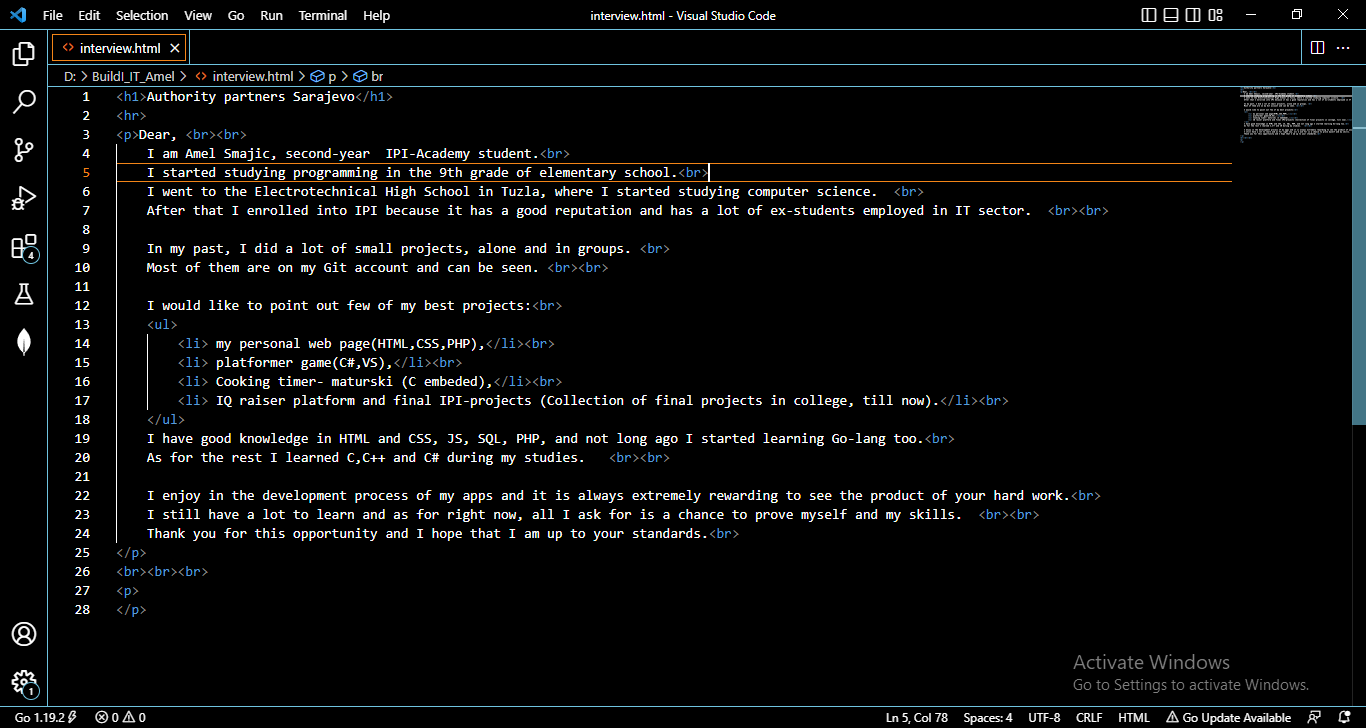 File Edit Selection View Go Run Terminal Help
interview.html - Visual Studio Code
interview.html
D: > BuildI_IT_Amel > interview.html > p > br
1 <h1>Authority partners Sarajevo</h1>
2 <hr>
3 <p>Dear, <br><br>
4 I am Amel Smajic, second-year  IPI-Academy student.<br>
5 I started studying programming in the 9th grade of elementary school.<br>
6 I went to the Electrotechnical High School in Tuzla, where I started studying computer science.  <br>
7 After that I enrolled into IPI because it has a good reputation and has a lot of ex-students employed in IT sector.  <br><br>
8
9 In my past, I did a lot of small projects, alone and in groups. <br>
10 Most of them are on my Git account and can be seen. <br><br>
11
12 I would like to point out few of my best projects:<br>
13 <ul>
14 <li> my personal web page(HTML,CSS,PHP),</li><br>
15 <li> platformer game(C#,VS),</li><br>
16 <li> Cooking timer- maturski (C embeded),</li><br>
17 <li> IQ raiser platform and final IPI-projects (Collection of final projects in college, till now).</li><br>
18 </ul>
19 I have good knowledge in HTML and CSS, JS, SQL, PHP, and not long ago I started learning Go-lang too.<br>
20 As for the rest I learned C,C++ and C# during my studies.   <br><br>
21
22 I enjoy in the development process of my apps and it is always extremely rewarding to see the product of your hard work.<br>
23 I still have a lot to learn and as for right now, all I ask for is a chance to prove myself and my skills.  <br><br>
24 Thank you for this opportunity and I hope that I am up to your standards.<br>
25 </p>
26 <br><br><br>
27 <p>
28 </p>
4
1
Activate Windows
Go to Settings to activate Windows.
Go 1.19.2 0 0 Ln 5, Col 78 Spaces: 4 UTF-8 CRLF HTML Go Update Available